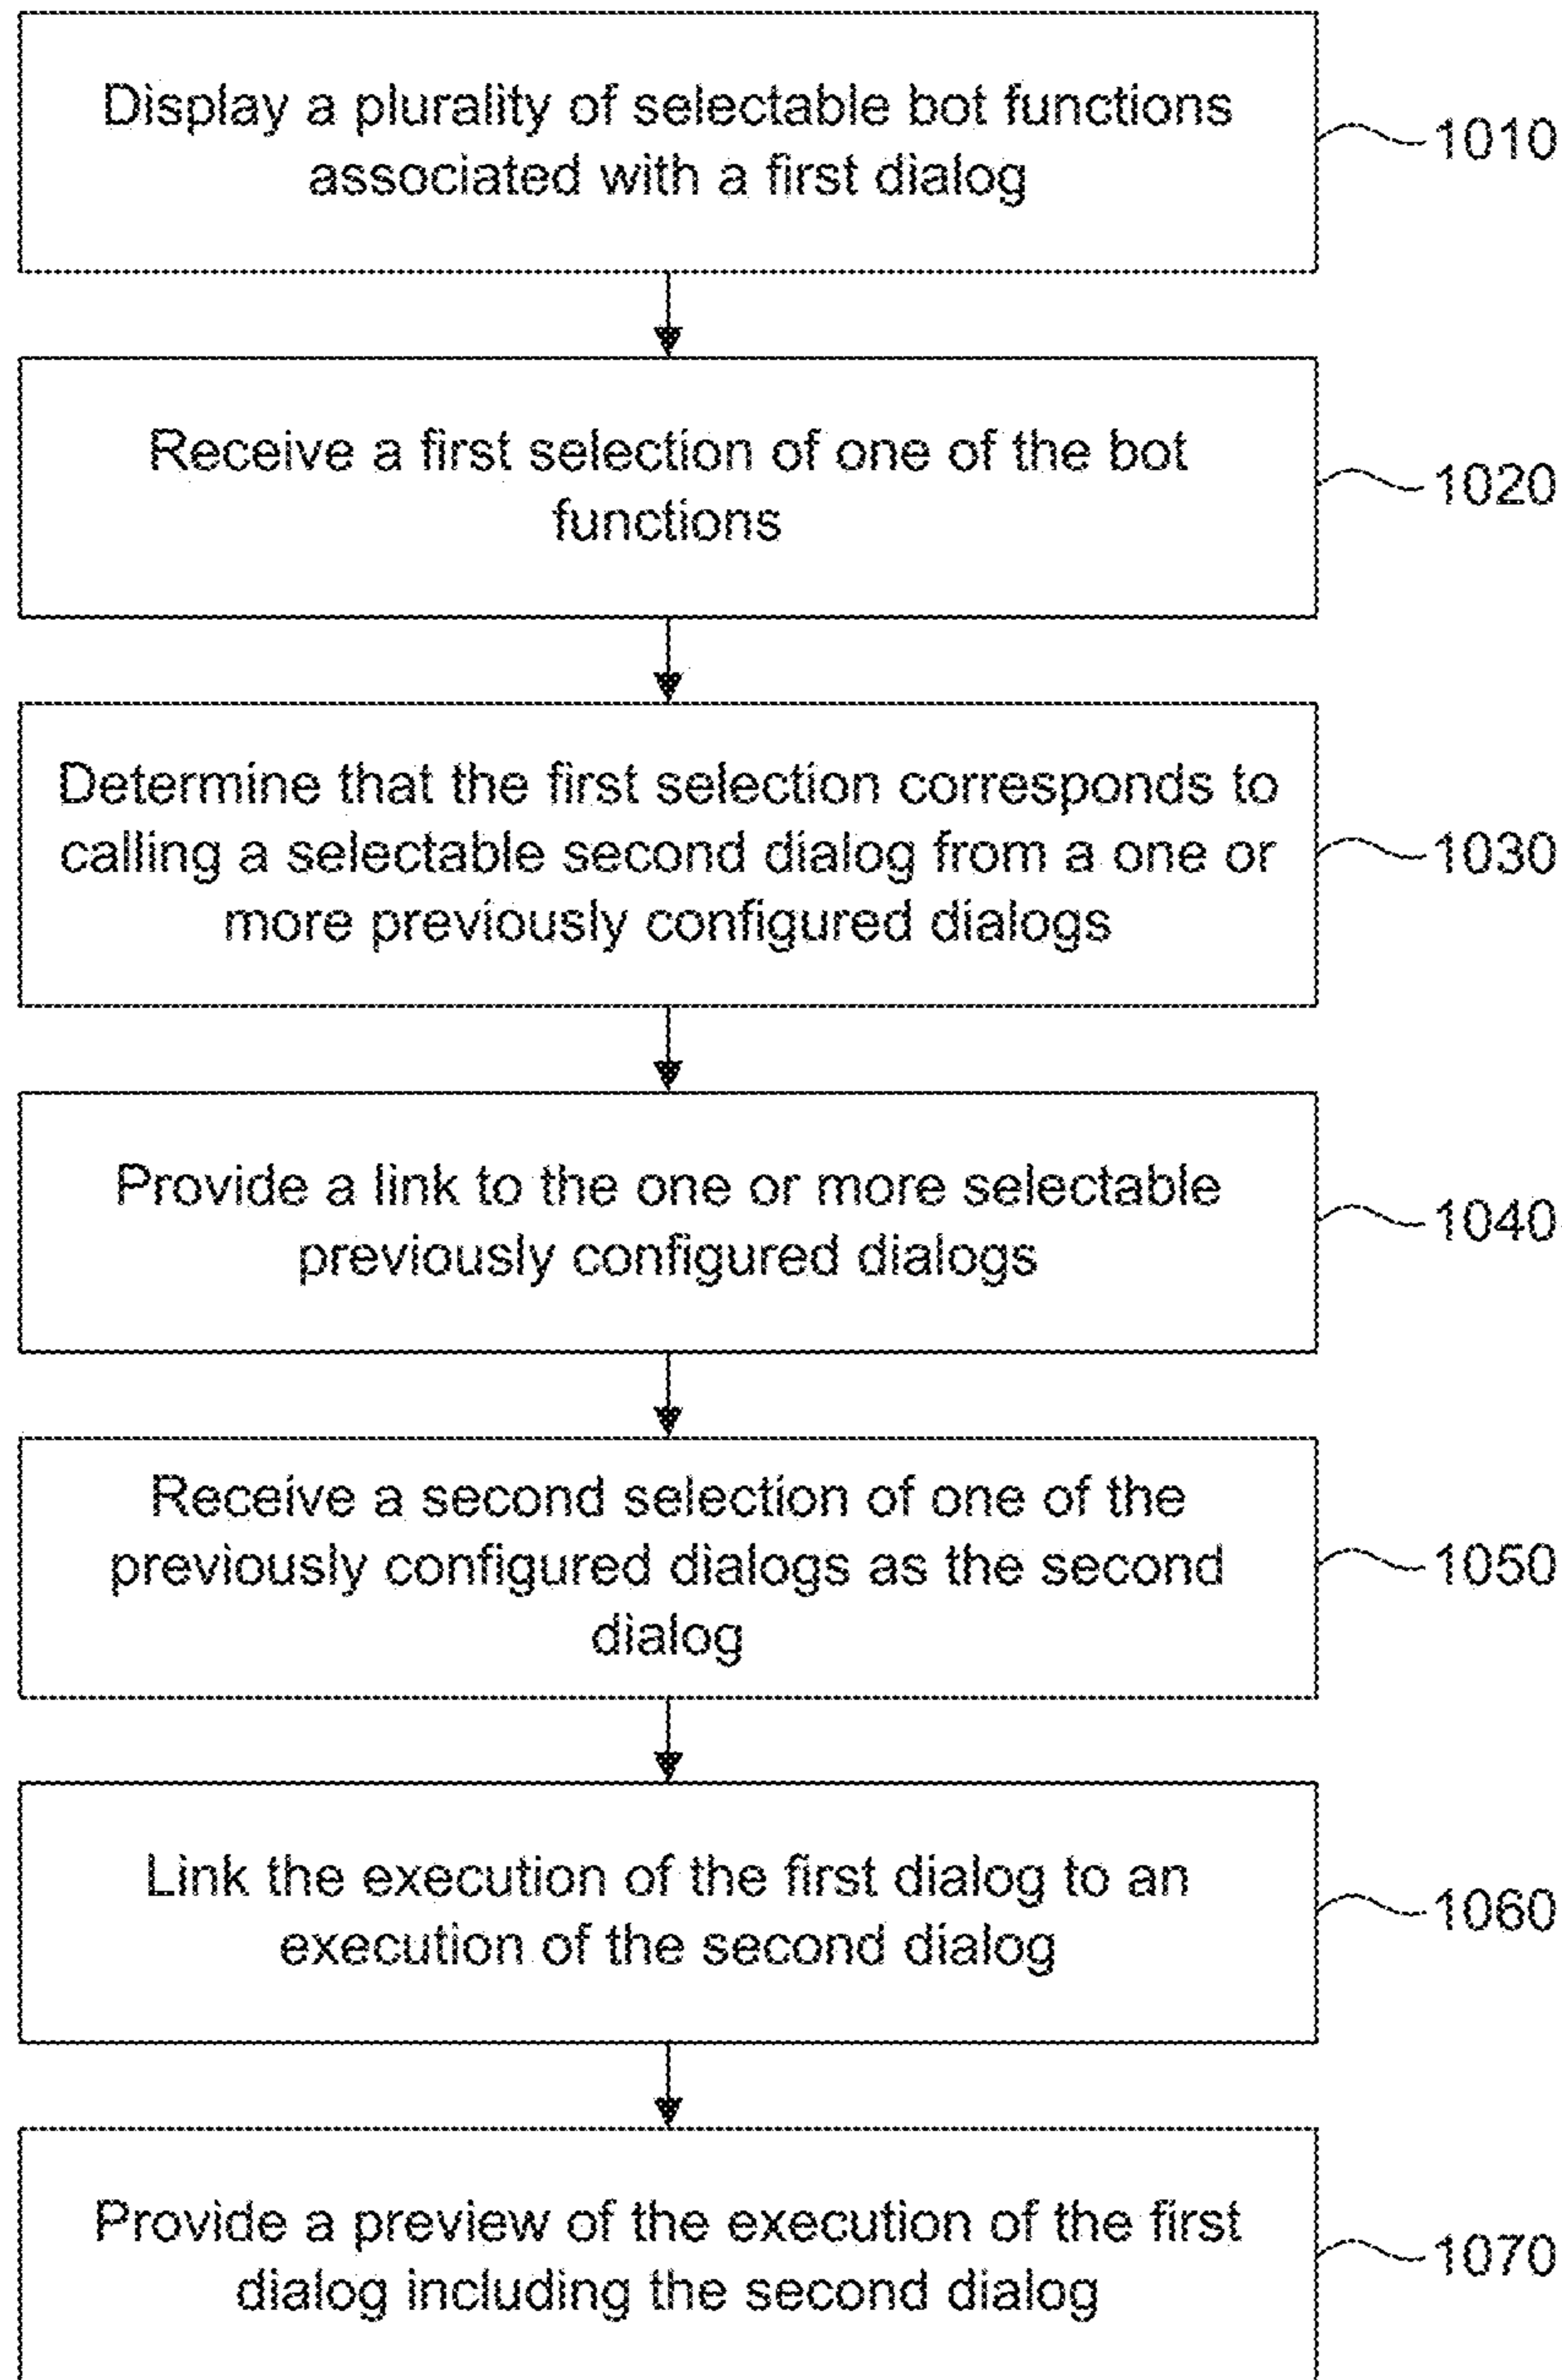 Display a plurality of selectable bot functions
associated with a first dialog
1010
Receive a first selection of one of the bot
functions
1020
Determine that the first selection corresponds to
calling a selectable second dialog from a one or
more previously configured dialogs
1030
Provide a link to the one or more selectable
previously configured dialogs
1040
Receive a second selection of one of the
previously configured dialogs as the second
dialog
1050
Link the execution of the first dialog to an
execution of the second dialog
1060
Provide a preview of the execution of the first
dialog including the second dialog
1070